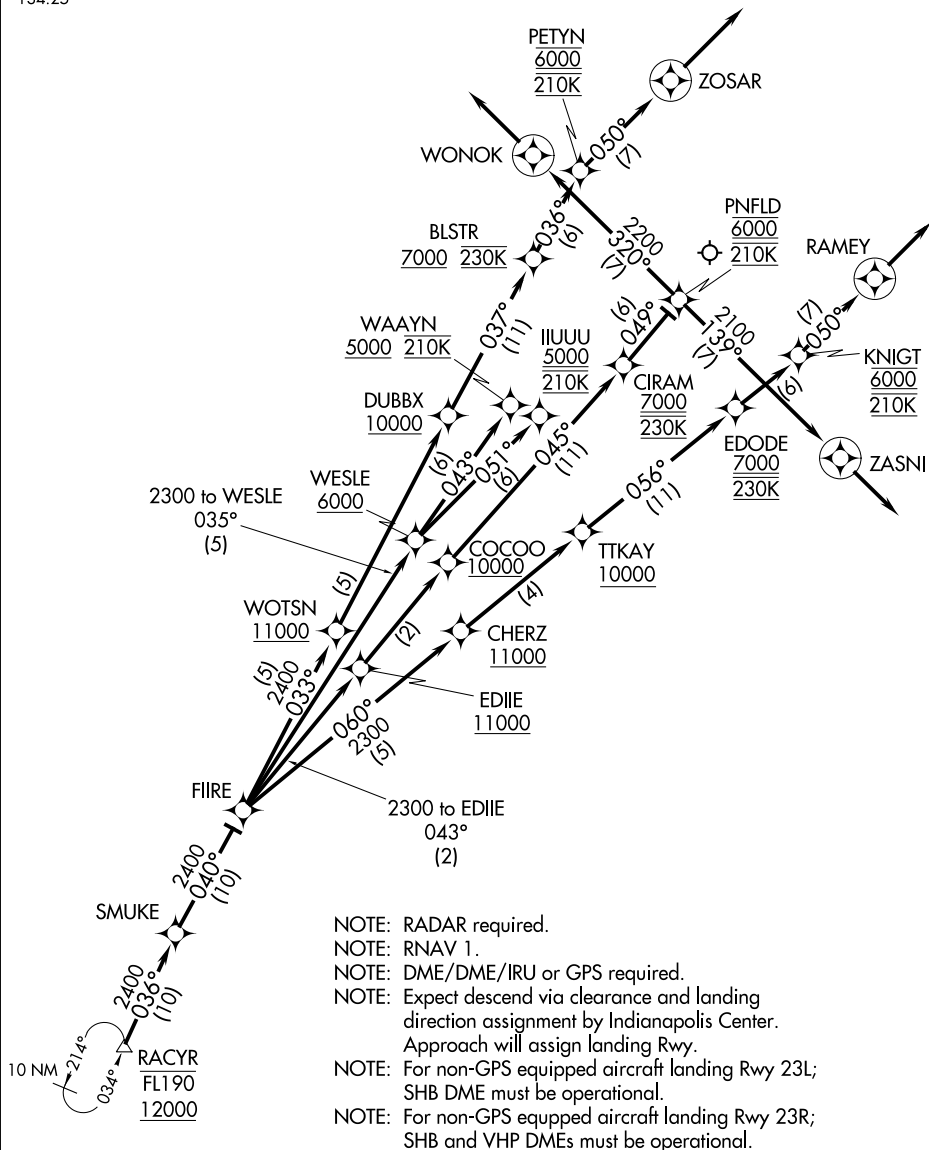 PETYN
6000
210K
ZOSAR
WONOK
050°
(7)
PNFLD
6000
210K
BLSTR
7000 230K
036°
(6)
2200
320°
(7)
RAMEY
WAAYN
5000 210K
037°
(11)
IIUUU
5000
210K
(6)
049°
2100
139°
(7)
(7)
050°
KNIGT
6000
210K
DUBBX
10000
CIRAM
7000
230K
(6)
EDODE
7000
230K
ZASNI
WESLE
6000
(6)
043°
051°
(6)
045°
(11)
056°
(11)
2300 to WESLE
035°
(5)
COCOO
10000
TTKAY
10000
(5)
(4)
WOTSN
11000
(2)
CHERZ
11000
(5)
2400
033°
EDIIE
11000
060°
2300
(5)
FIIRE
2300 to EDIIE
043°
(2)
2400
040°
(10)
SMUKE
2400
036°
(10)
10 NM
214°
034°
RACYR
FL190
12000
NOTE: RADAR required.
NOTE: RNAV 1.
NOTE: DME/DME/IRU or GPS required.
NOTE: Expect descend via clearance and landing
direction assignment by Indianapolis Center.
Approach will assign landing Rwy.
NOTE: For non-GPS equipped aircraft landing Rwy 23L;
SHB DME must be operational.
NOTE: For non-GPS equpped aircraft landing Rwy 23R;
SHB and VHP DMEs must be operational.